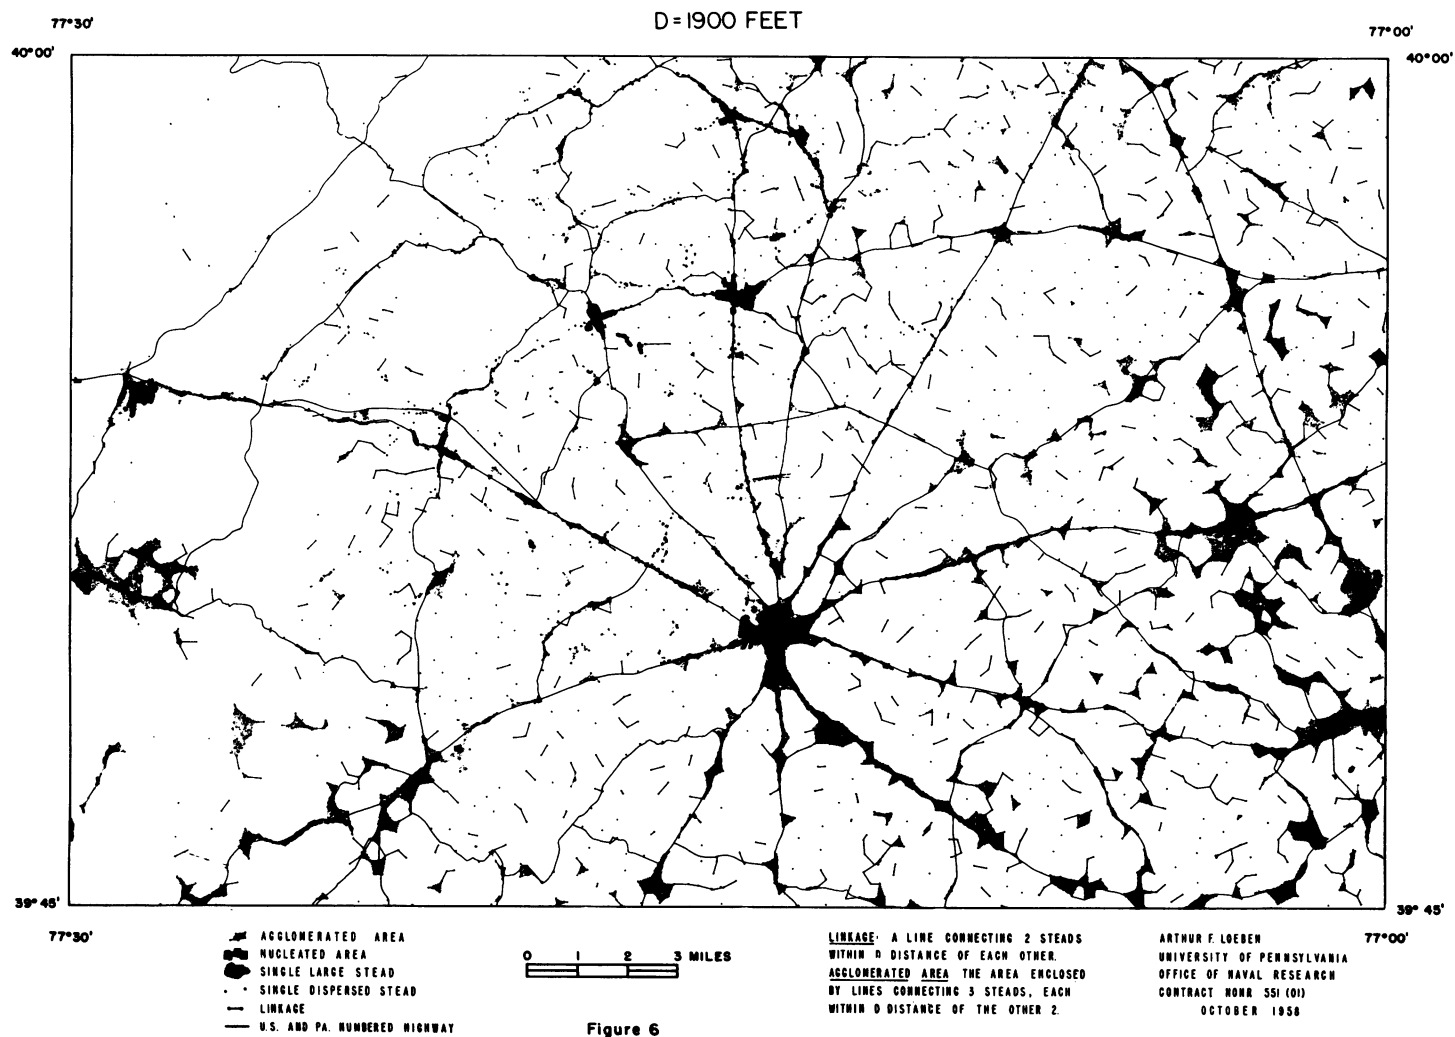 D=1900 FEET
77°30'
77°00'
40°00'
40°00'
39°45'
39°45'
77°30'
77°00'
AGGLOMERATED AREA
NUCLEATED AREA
SINGLE LARGE STEAD
SINGLE DISPERSED STEAD
LINKAGE
U.S. AND PA. NUMBERED HIGHWAY
0 1 2 3 MILES
Figure 6
LINKAGE: A LINE CONNECTING 2 STEADS
WITHIN D DISTANCE OF EACH OTHER.
AGGLOMERATED AREA THE AREA ENCLOSED
BY LINES CONNECTING 3 STEADS, EACH
WITHIN D DISTANCE OF THE OTHER 2.
ARTHUR F. LOEBEN
UNIVERSITY OF PENNSYLVANIA
OFFICE OF NAVAL RESEARCH
CONTRACT NONR 551 (01)
OCTOBER 1958